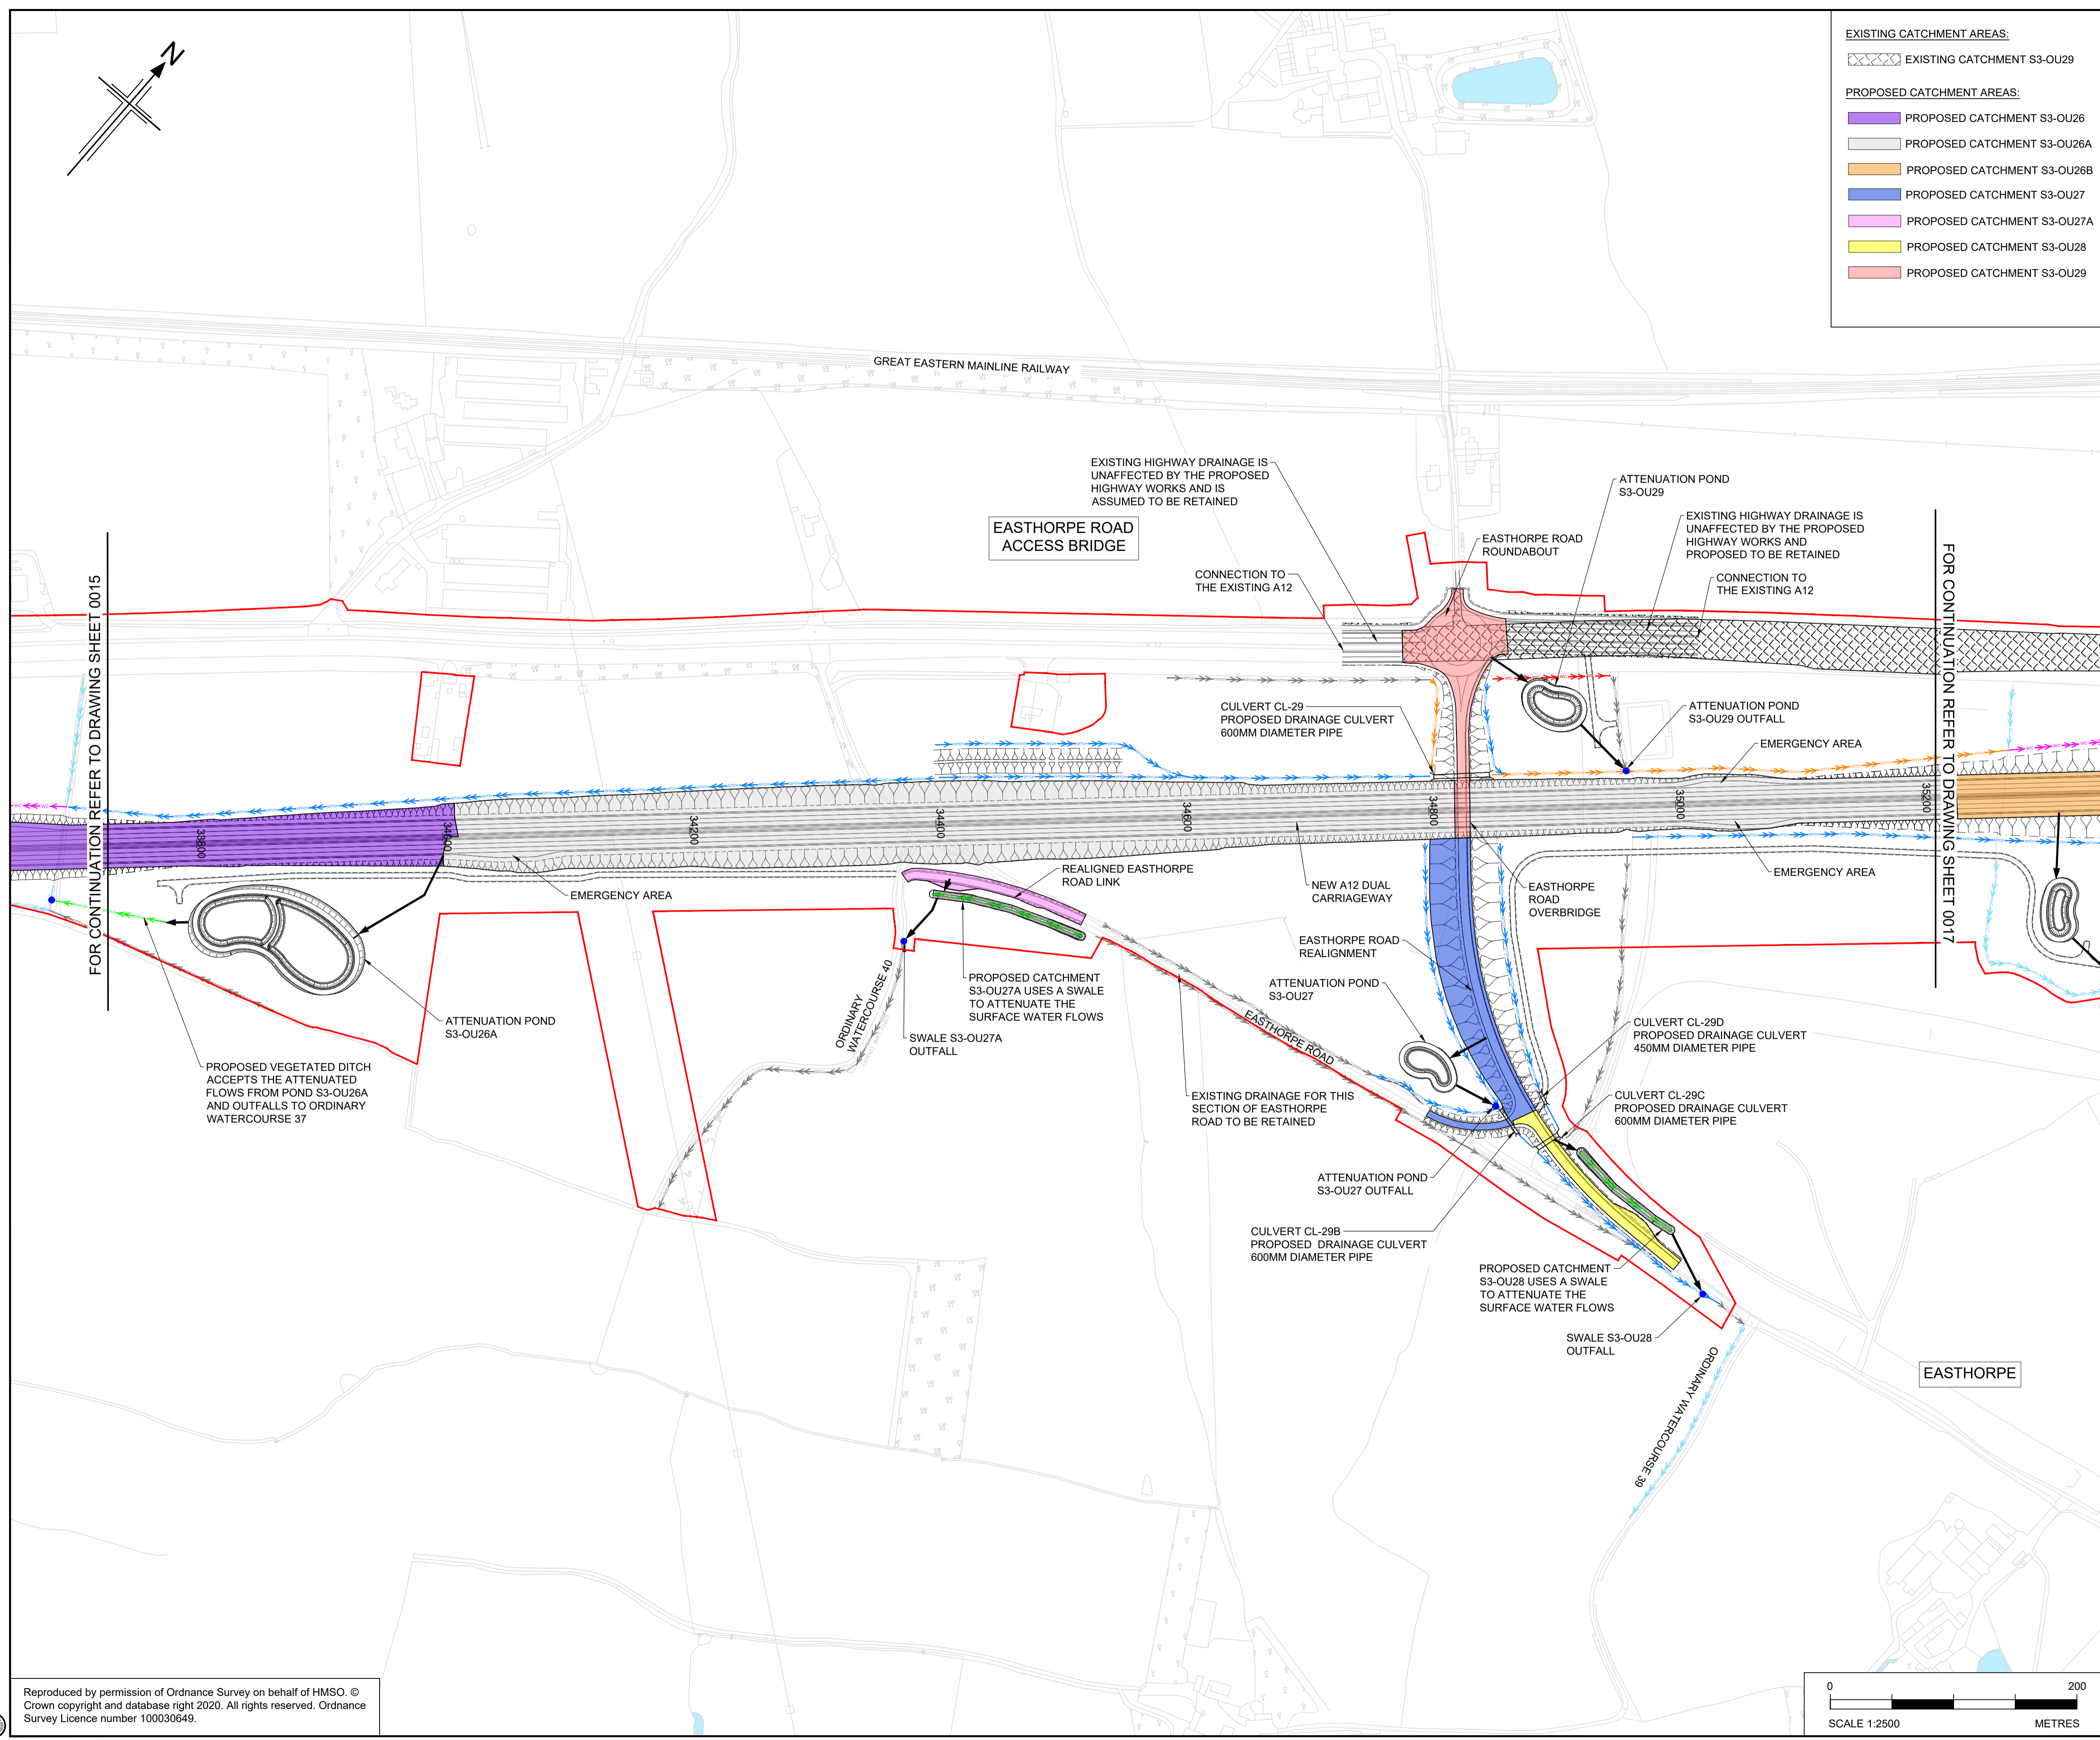 N
EXISTING CATCHMENT AREAS:
EXISTING CATCHMENT S3-OU29
PROPOSED CATCHMENT AREAS:
PROPOSED CATCHMENT S3-OU26
PROPOSED CATCHMENT S3-OU26A
PROPOSED CATCHMENT S3-OU26B
PROPOSED CATCHMENT S3-OU27
PROPOSED CATCHMENT S3-OU27A
PROPOSED CATCHMENT S3-OU28
PROPOSED CATCHMENT S3-OU29
GREAT EASTERN MAINLINE RAILWAY
EXISTING HIGHWAY DRAINAGE IS
UNAFFECTED BY THE PROPOSED
HIGHWAY WORKS AND IS
ASSUMED TO BE RETAINED
EASTHORPE ROAD
ACCESS BRIDGE
CONNECTION TO
THE EXISTING A12
EASTHORPE ROAD
ROUNDABOUT
ATTENUATION POND
S3-OU29
EXISTING HIGHWAY DRAINAGE IS
UNAFFECTED BY THE PROPOSED
HIGHWAY WORKS AND
PROPOSED TO BE RETAINED
CONNECTION TO
THE EXISTING A12
FOR CONTINUATION REFER TO DRAWING SHEET 0015
FOR CONTINUATION REFER TO DRAWING SHEET 0017
A 12
A 12
CULVERT CL-29
PROPOSED DRAINAGE CULVERT
600MM DIAMETER PIPE
ATTENUATION POND
S3-OU29 OUTFALL
EMERGENCY AREA
33800
34000
34200
34400
34600
34800
35000
35200
EMERGENCY AREA
REALIGNED EASTHORPE
ROAD LINK
NEW A12 DUAL
CARRIAGEWAY
EASTHORPE
ROAD
OVERBRIDGE
EMERGENCY AREA
EASTHORPE ROAD
REALIGNMENT
ATTENUATION POND
S3-OU27
PROPOSED CATCHMENT
S3-OU27A USES A SWALE
TO ATTENUATE THE
SURFACE WATER FLOWS
ORDINARY
WATERCOURSE 40
SWALE S3-OU27A
OUTFALL
ATTENUATION POND
S3-OU26A
PROPOSED VEGETATED DITCH
ACCEPTS THE ATTENUATED
FLOWS FROM POND S3-OU26A
AND OUTFALLS TO ORDINARY
WATERCOURSE 37
EASTHORPE ROAD
EXISTING DRAINAGE FOR THIS
SECTION OF EASTHORPE
ROAD TO BE RETAINED
CULVERT CL-29D
PROPOSED DRAINAGE CULVERT
450MM DIAMETER PIPE
CULVERT CL-29C
PROPOSED DRAINAGE CULVERT
600MM DIAMETER PIPE
ATTENUATION POND
S3-OU27 OUTFALL
CULVERT CL-29B
PROPOSED DRAINAGE CULVERT
600MM DIAMETER PIPE
PROPOSED CATCHMENT
S3-OU28 USES A SWALE
TO ATTENUATE THE
SURFACE WATER FLOWS
SWALE S3-OU28
OUTFALL
ORDINARY WATERCOURSE 39
EASTHORPE
Reproduced by permission of Ordnance Survey on behalf of HMSO. ©
Crown copyright and database right 2020. All rights reserved. Ordnance
Survey Licence number 100030649.
0 200
SCALE 1:2500 METRES